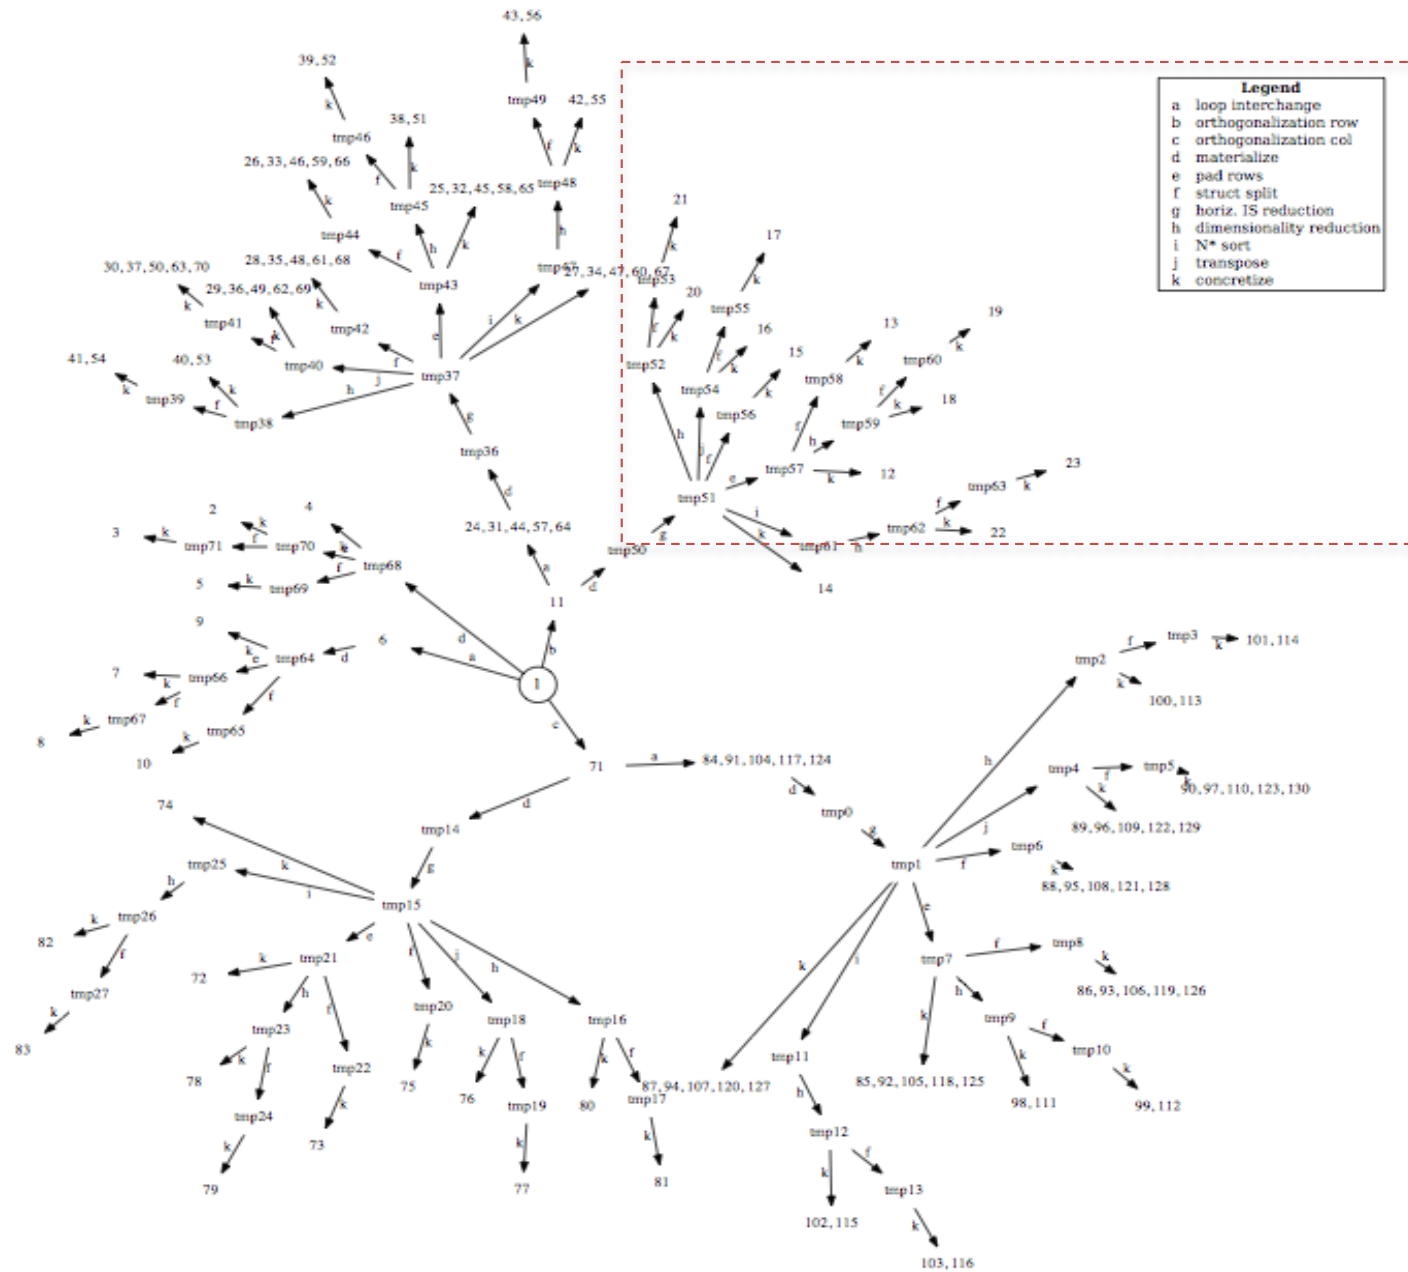 43,56
39,52
tmp49
42,55
38,51
tmp46
26,33,46,59,66
tmp48
25,32,45,58,65
tmp45
tmp44
30,37,50,63,70
28,35,48,61,68
tmp47
27,34,47,60,67
29,36,49,62,69
tmp43
tmp41
tmp42
41,54
40,53
tmp40
tmp37
tmp39
tmp38
tmp36
24,31,44,57,64
Legend
a loop interchange
b orthogonalization row
c orthogonalization col
d materialize
e pad rows
f struct split
g horiz. IS reduction
h dimensionality reduction
i N* sort
j transpose
k concretize
21
17
tmp53
20
tmp55
16
13
19
tmp52
15
tmp60
tmp54
tmp58
tmp56
18
tmp59
tmp57
12
23
tmp51
tmp63
tmp62
22
tmp61
tmp50
14
11
2
4
3
tmp71
tmp70
tmp68
5
tmp69
9
6
tmp64
7
tmp66
1
tmp67
8
tmp65
10
71
84,91,104,117,124
tmp3
101,114
tmp2
100,113
tmp4
tmp5
90,97,110,123,130
tmp0
89,96,109,122,129
tmp6
tmp1
88,95,108,121,128
74
tmp14
tmp25
tmp15
tmp26
82
tmp21
72
tmp27
83
tmp20
tmp18
tmp16
tmp23
tmp22
78
75
76
80
tmp17
87,94,107,120,127
tmp19
tmp24
73
79
77
81
tmp7
tmp8
86,93,106,119,126
tmp9
tmp10
tmp11
85,92,105,118,125
98,111
99,112
tmp12
tmp13
102,115
103,116